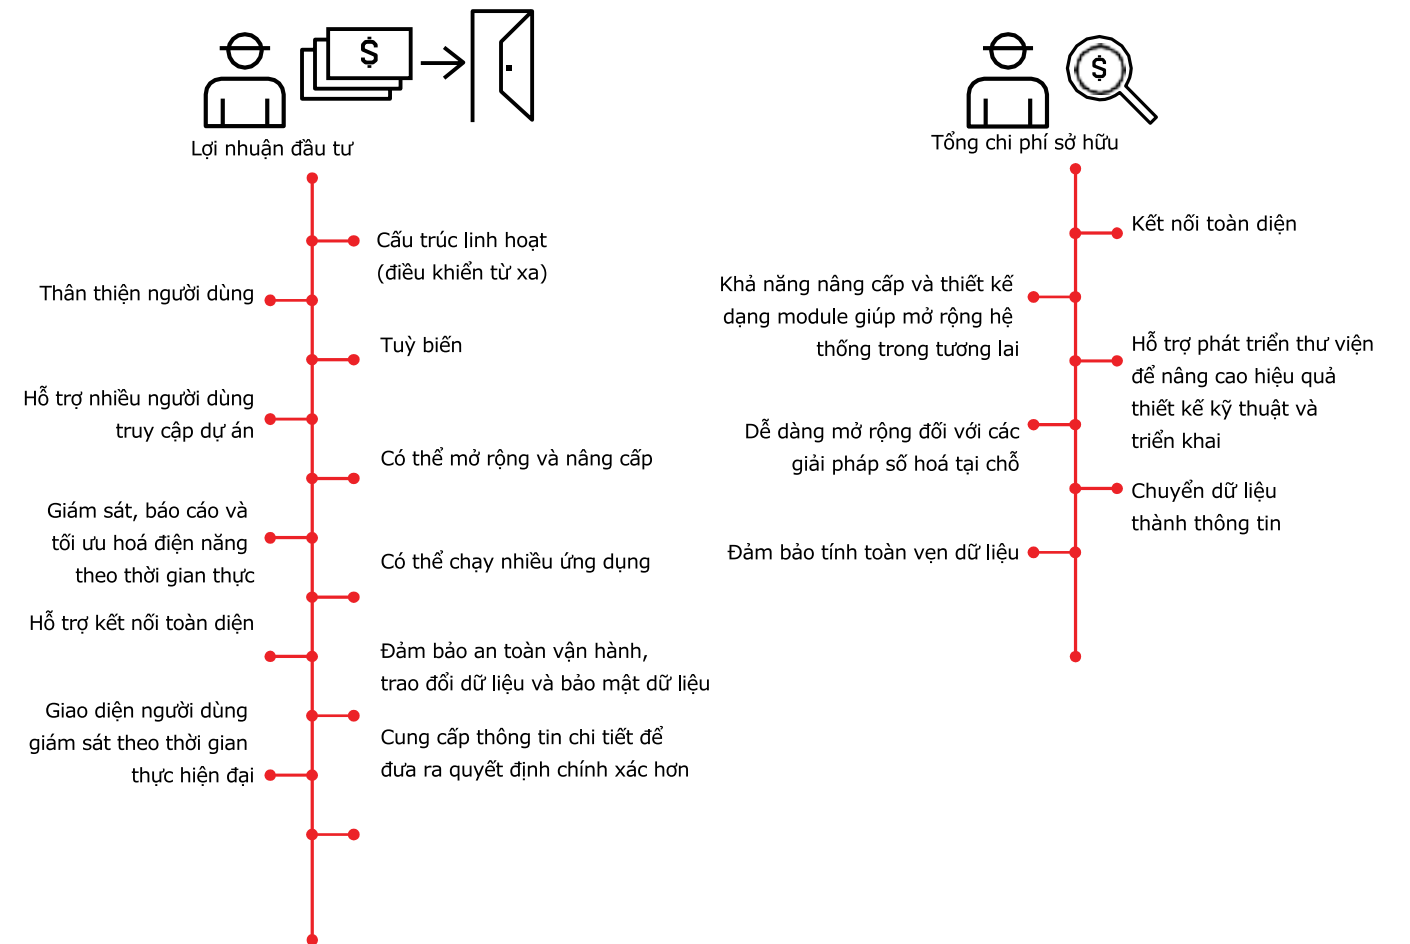 $
Lợi nhuận đầu tư
Cấu trúc linh hoạt
(điều khiển từ xa)
Thân thiện người dùng
Tuỳ biến
Hỗ trợ nhiều người dùng
truy cập dự án
Có thể mở rộng và nâng cấp
Giám sát, báo cáo và
tối ưu hoá điện năng
theo thời gian thực
Có thể chạy nhiều ứng dụng
Hỗ trợ kết nối toàn diện
Đảm bảo an toàn vận hành,
trao đổi dữ liệu và bảo mật dữ liệu
Giao diện người dùng
giám sát theo thời gian
thực hiện đại
Cung cấp thông tin chi tiết để
đưa ra quyết định chính xác hơn
$
Tổng chi phí sở hữu
Kết nối toàn diện
Khả năng nâng cấp và thiết kế
dạng module giúp mở rộng hệ
thống trong tương lai
Hỗ trợ phát triển thư viện
để nâng cao hiệu quả
thiết kế kỹ thuật và
triển khai
Dễ dàng mở rộng đối với các
giải pháp số hoá tại chỗ
Chuyển dữ liệu
thành thông tin
Đảm bảo tính toàn vẹn dữ liệu